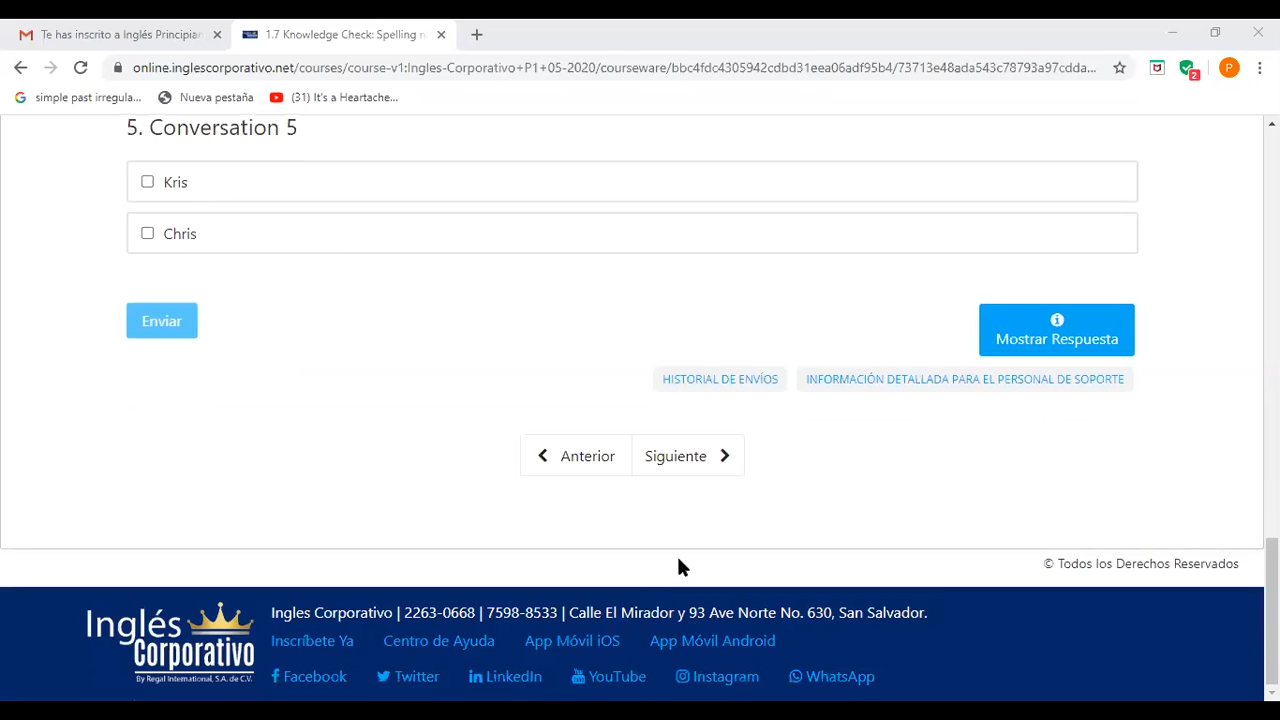 Te has inscrito a Inglés Principian
1.7 Knowledge Check: Spelling n
online.inglescorporativo.net/courses/course-v1:Ingles-Corporativo+P1+05-2020/courseware/bbc4fdc4305942cdbd31eea06adf95b4/73713e48ada543c78793a97cdda...
2
P
simple past irregula...
Nueva pestaña
(31) It's a Heartache...
5. Conversation 5
Kris
Chris
Enviar
Mostrar Respuesta
HISTORIAL DE ENVÍOS
INFORMACIÓN DETALLADA PARA EL PERSONAL DE SOPORTE
Anterior
Siguiente
© Todos los Derechos Reservados
Inglés Corporativo
By Regal International, S.A. de C.V.
Ingles Corporativo | 2263-0668 | 7598-8533 | Calle El Mirador y 93 Ave Norte No. 630, San Salvador.
Inscríbete Ya Centro de Ayuda App Móvil iOS App Móvil Android
Facebook Twitter LinkedIn YouTube Instagram WhatsApp